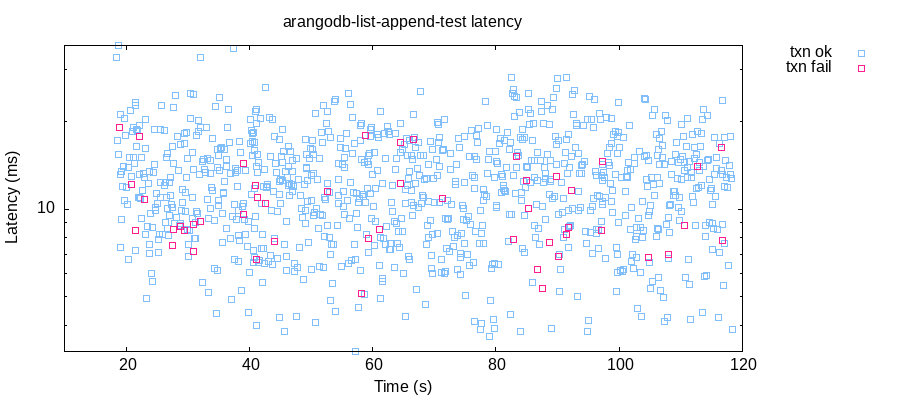 arangodb-list-append-test latency
txn ok
txn fail
Latency (ms)
10
20
40
60
80
100
120
Time (s)